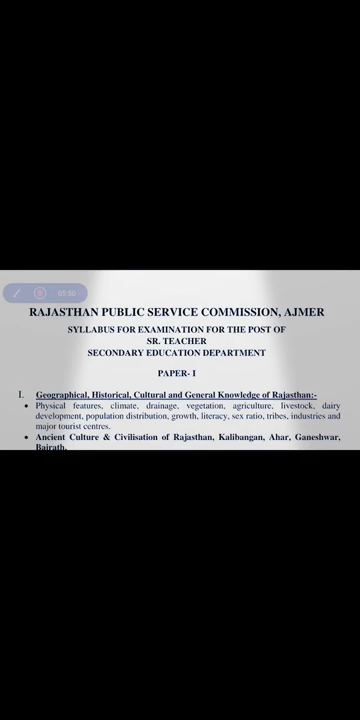 05:50
RAJASTHAN PUBLIC SERVICE COMMISSION, AJMER
SYLLABUS FOR EXAMINATION FOR THE POST OF
SR. TEACHER
SECONDARY EDUCATION DEPARTMENT
PAPER- I
I. Geographical, Historical, Cultural and General Knowledge of Rajasthan:-
• Physical features, climate, drainage, vegetation, agriculture, livestock, dairy
development, population distribution, growth, literacy, sex ratio, tribes, industries and
major tourist centres.
• Ancient Culture & Civilisation of Rajasthan, Kalibangan, Ahar, Ganeshwar,
Bairath.